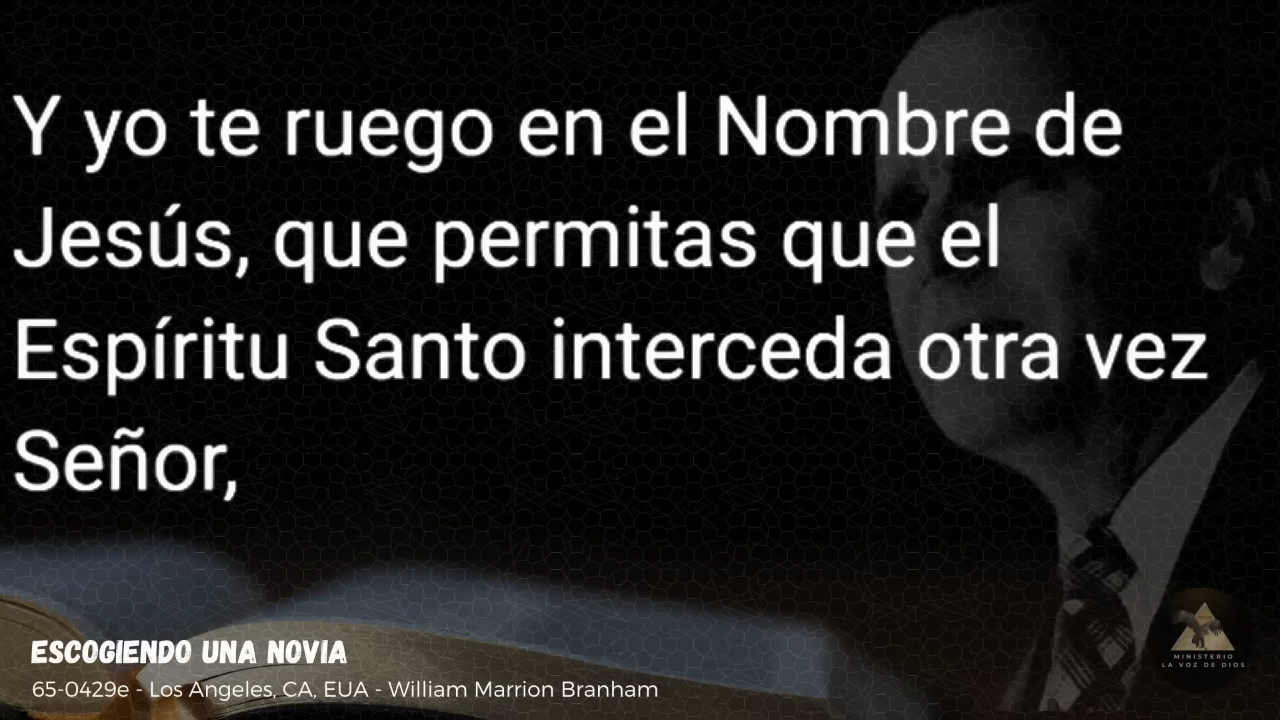 Y yo te ruego en el Nombre de
Jesús, que permitas que el
Espíritu Santo interceda otra vez
Señor,
ESCOGIENDO UNA NOVIA
65-0429e - Los Angeles, CA, EUA - William Marrion Branham
MINISTERIO
LA VOZ DE DIOS